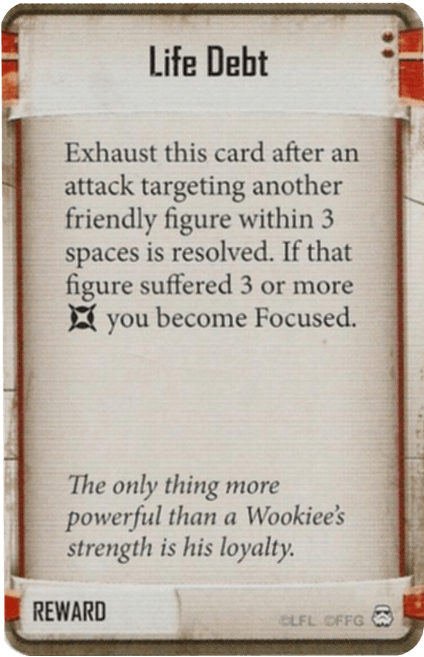 Life Debt
Exhaust this card after an
attack targeting another
friendly figure within 3
spaces is resolved. If that
figure suffered 3 or more
you become Focused.
The only thing more
powerful than a Wookiee's
strength is his loyalty.
REWARD
©LFL ©FFG